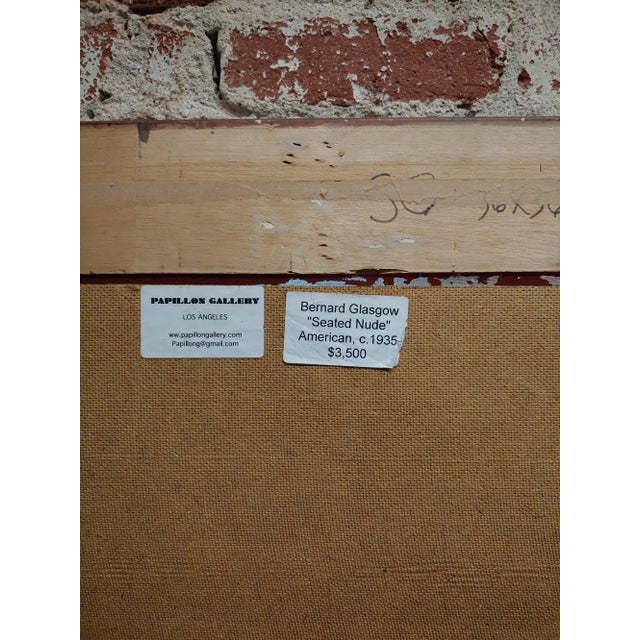 PAPILLON GALLERY
LOS ANGELES
ww.papillongallery.com
Papillong@gmail.com
Bernard Glasgow
"Seated Nude"
American, c.1935-
$3,500